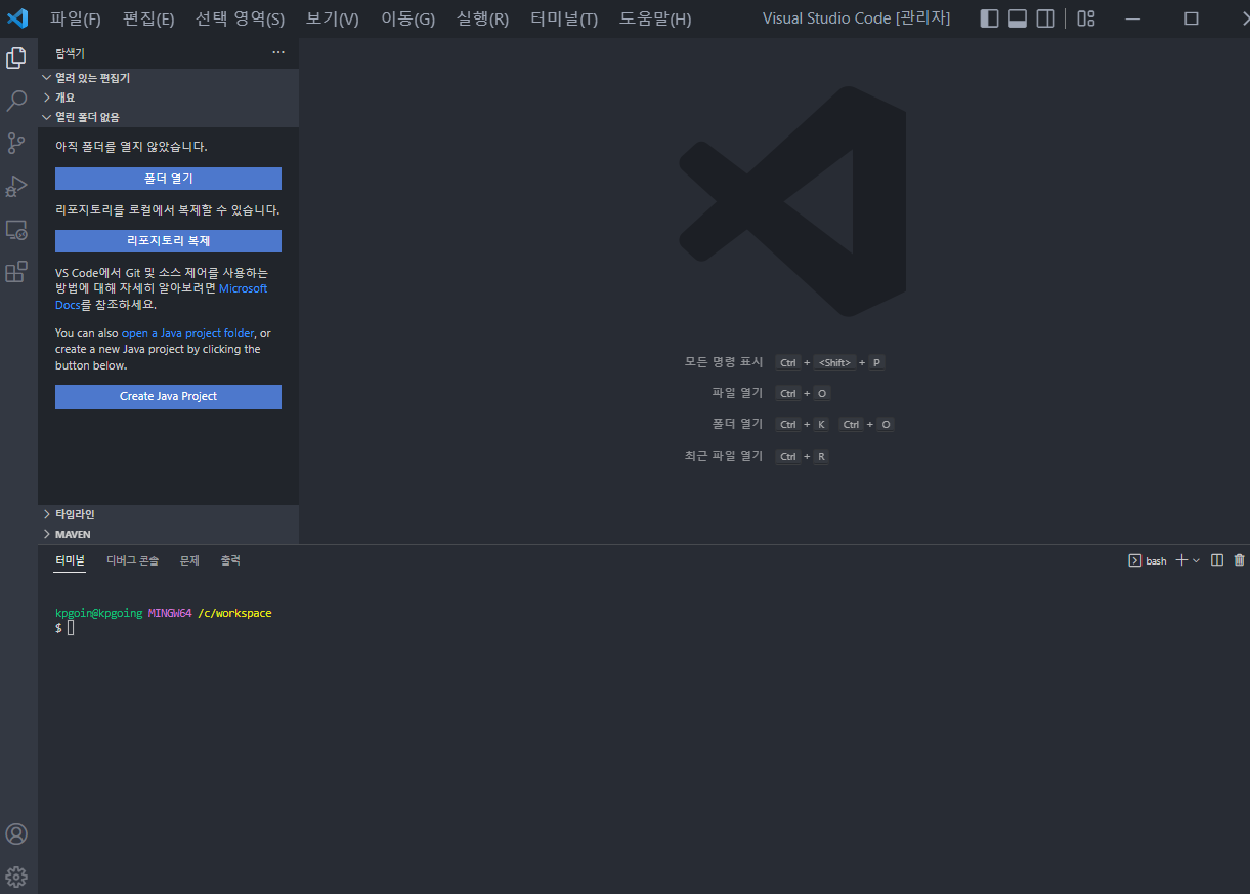 파일(F) 편집(E) 선택 영역(S) 보기(V) 이동(G) 실행(R) 터미널(T) 도움말(H) Visual Studio Code [관리자]
탐색기 ···
열려 있는 편집기
개요
열린 폴더 없음
아직 폴더를 열지 않았습니다.
폴더 열기
리포지토리를 로컬에서 복제할 수 있습니다.
리포지토리 복제
VS Code에서 Git 및 소스 제어를 사용하는
방법에 대해 자세히 알아보려면 Microsoft
Docs를 참조하세요.
You can also open a Java project folder, or
create a new Java project by clicking the
button below.
Create Java Project
타임라인
MAVEN
모든 명령 표시 Ctrl + <Shift> + P
파일 열기 Ctrl + O
폴더 열기 Ctrl + K Ctrl + O
최근 파일 열기 Ctrl + R
터미널 디버그 콘솔 문제 출력 bash
kpgoin@kpgoing MINGW64 /c/workspace
$